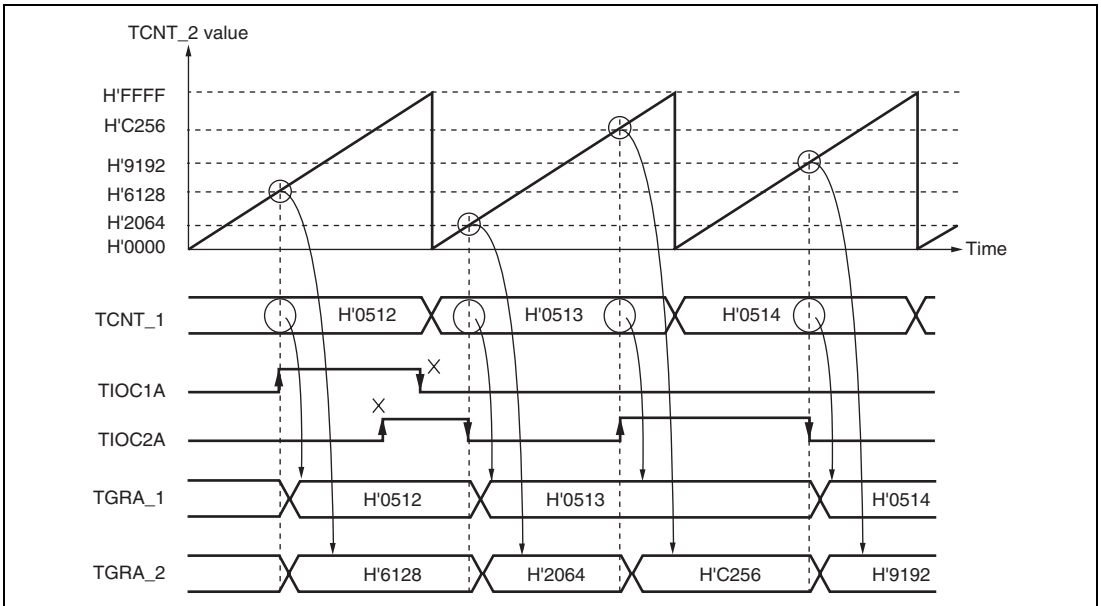 TCNT_2 value
H'FFFF
H'C256
H'9192
H'6128
H'2064
H'0000
Time
TCNT_1 H'0512 H'0513 H'0514
TIOC1A
TIOC2A
TGRA_1 H'0512 H'0513 H'0514
TGRA_2 H'6128 H'2064 H'C256 H'9192